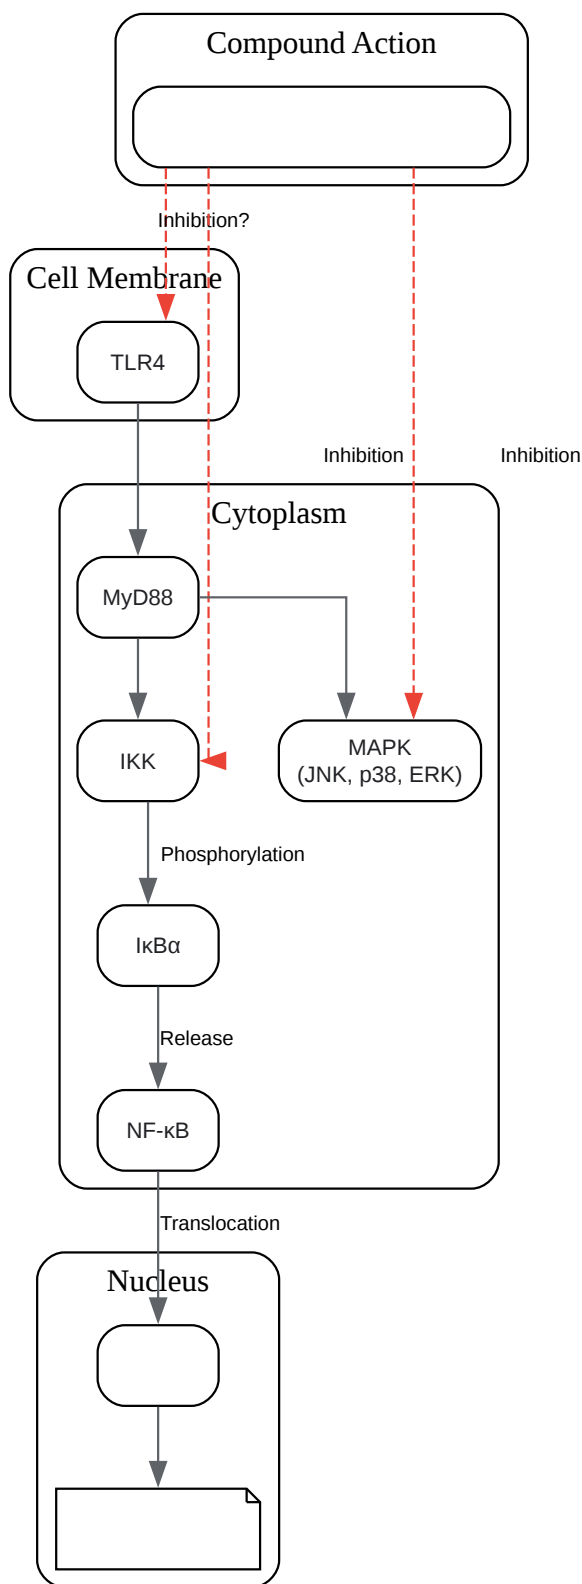 Compound Action
Inhibition?
Cell Membrane
TLR4
Inhibition
Inhibition
Cytoplasm
MyD88
IKK
MAPK
(JNK, p38, ERK)
Phosphorylation
IκBα
Release
NF-κB
Translocation
Nucleus